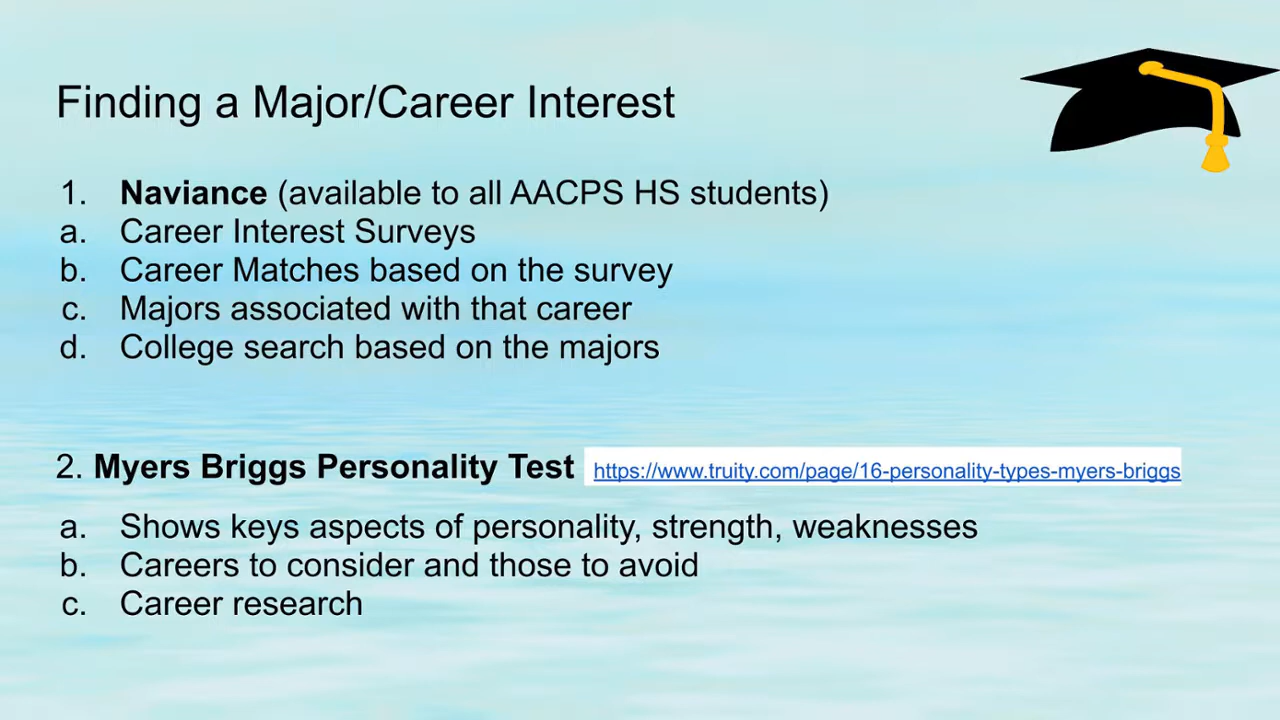 Finding a Major/Career Interest
1. Naviance (available to all AACPS HS students)
a. Career Interest Surveys
b. Career Matches based on the survey
c. Majors associated with that career
d. College search based on the majors
2. Myers Briggs Personality Test https://www.truity.com/page/16-personality-types-myers-briggs
a. Shows keys aspects of personality, strength, weaknesses
b. Careers to consider and those to avoid
c. Career research